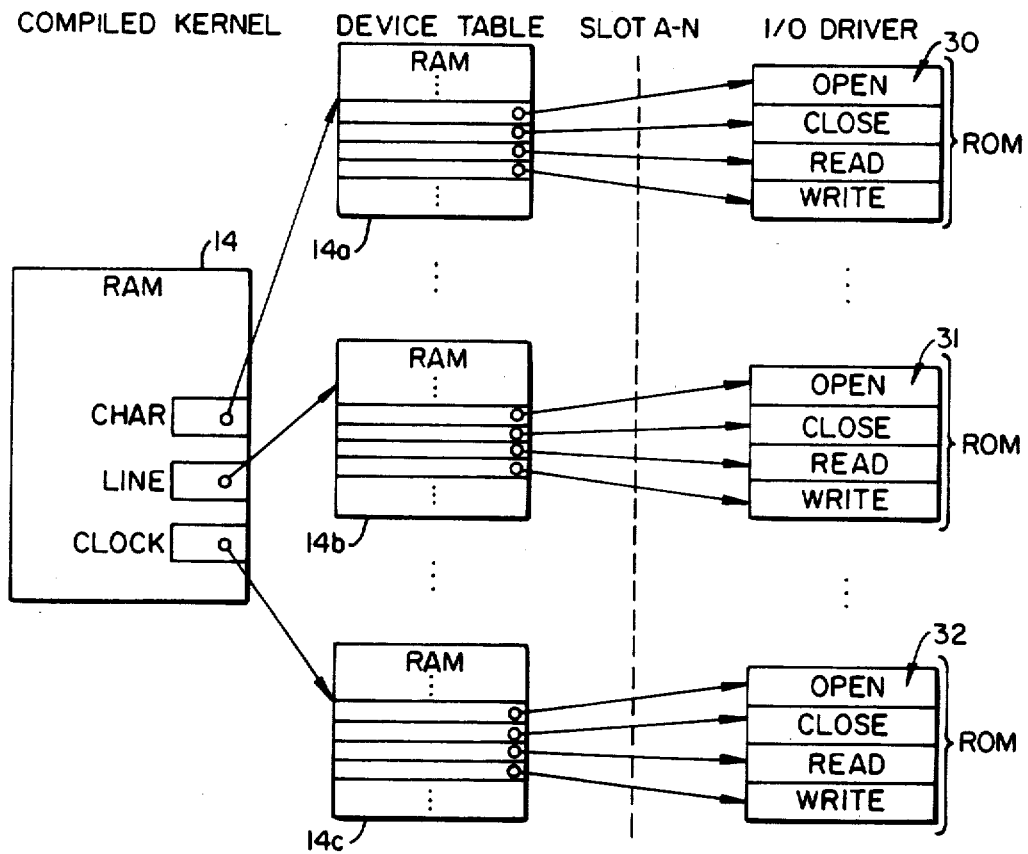 COMPILED KERNEL
DEVICE TABLE
SLOT A-N
I/O DRIVER
14
RAM
CHAR
LINE
CLOCK
RAM
14a
RAM
14b
RAM
14c
30
OPEN
CLOSE
READ
WRITE
ROM
31
OPEN
CLOSE
READ
WRITE
ROM
32
OPEN
CLOSE
READ
WRITE
ROM